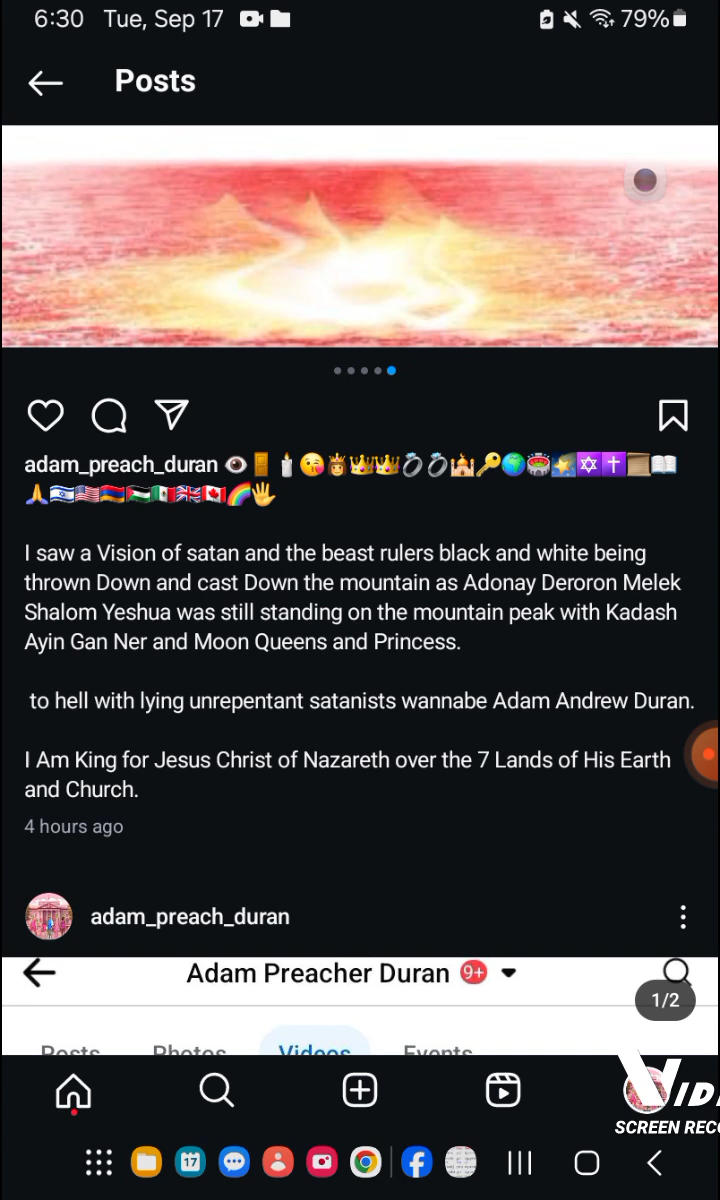 6:30 Tue, Sep 17 79%
Posts
adam_preach_duran 👁️🚪🕯️😘👸👑👑💍💍🕌🔑🌍🏟️🌠✡️✝️📜📖
🙏🇮🇱🇺🇸🇦🇲🇵🇸🇲🇽🇬🇧🇨🇦🌈🖐️
I saw a Vision of satan and the beast rulers black and white being
thrown Down and cast Down the mountain as Adonay Deroron Melek
Shalom Yeshua was still standing on the mountain peak with Kadash
Ayin Gan Ner and Moon Queens and Princess.
to hell with lying unrepentant satanists wannabe Adam Andrew Duran.
I Am King for Jesus Christ of Nazareth over the 7 Lands of His Earth
and Church.
4 hours ago
adam_preach_duran
Adam Preacher Duran 9+
1/2
Posts Photos Videos Events
VID
SCREEN REC
17